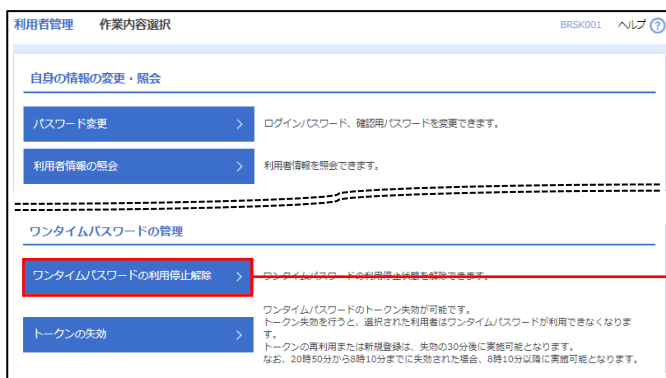 利用者管理 作業内容選択 BRSK001 ヘルプ ?
自身の情報の変更・照会
パスワード変更 > ログインパスワード、確認用パスワードを変更できます。
利用者情報の照会 > 利用者情報を照会できます。
ワンタイムパスワードの管理
ワンタイムパスワードの利用停止解除 > ワンタイムパスワードの利用停止状態を解除できます。
ワンタイムパスワードのトークン失効が可能です。
トークン失効を行うと、選択された利用者はワンタイムパスワードが利用できなくなりま
トークンの失効 > す。
トークンの再利用または新規登録は、失効の30分後に実施可能となります。
なお、20時50分から8時10分までに失効された場合、8時10分以降に実施可能となります。